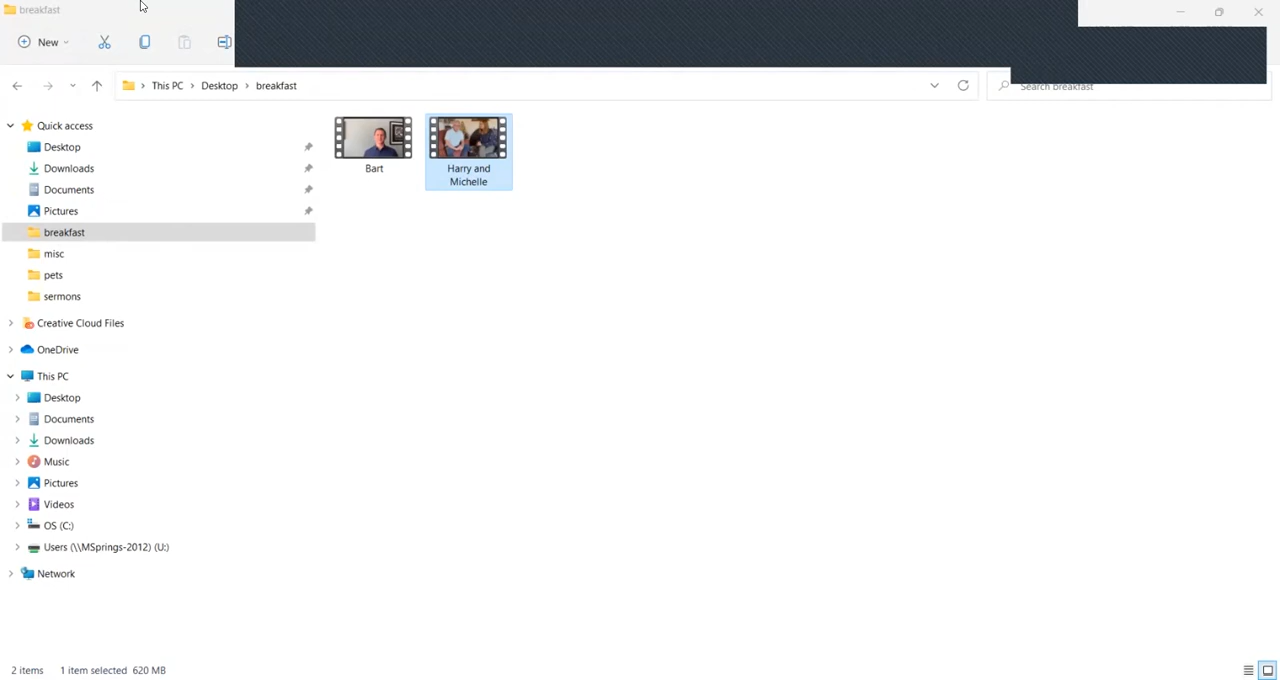 breakfast
New
This PC
Desktop
breakfast
Search breakfast
Quick access
Desktop
Downloads
Documents
Pictures
breakfast
misc
pets
sermons
Creative Cloud Files
OneDrive
This PC
Desktop
Documents
Downloads
Music
Pictures
Videos
OS (C:)
Users (\\MSprings-2012) (U:)
Network
Bart
Harry and
Michelle
2 items 1 item selected 620 MB